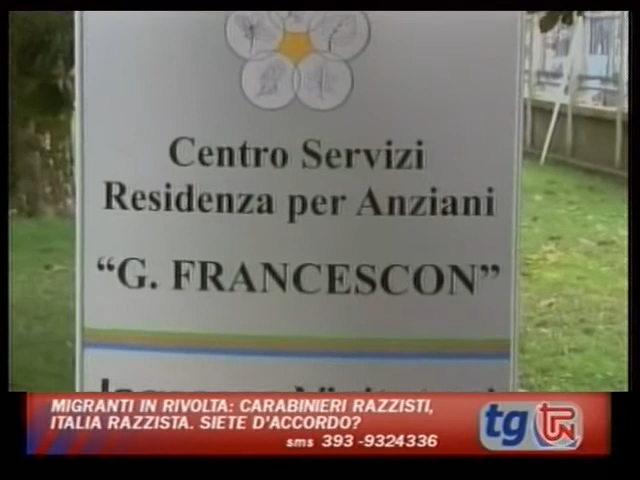 Centro Servizi
Residenza per Anziani
“G. FRANCESCON”
MIGRANTI IN RIVOLTA: CARABINIERI RAZZISTI,
ITALIA RAZZISTA. SIETE D'ACCORDO?
sms 393 -9324336
tg TPN